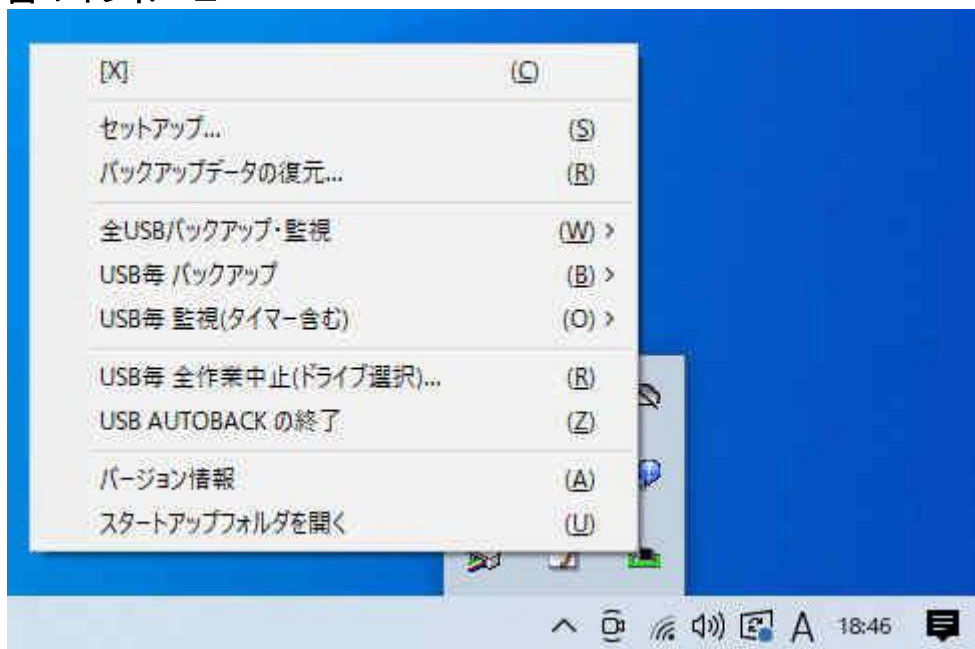 [X] (C)
セットアップ... (S)
バックアップデータの復元... (R)
全USBバックアップ・監視 (W) >
USB毎 バックアップ (B) >
USB毎 監視(タイマー含む) (O) >
USB毎 全作業中止(ドライブ選択)... (R)
USB AUTOBACK の終了 (Z)
バージョン情報 (A)
スタートアップフォルダを開く (U)
A 18:46